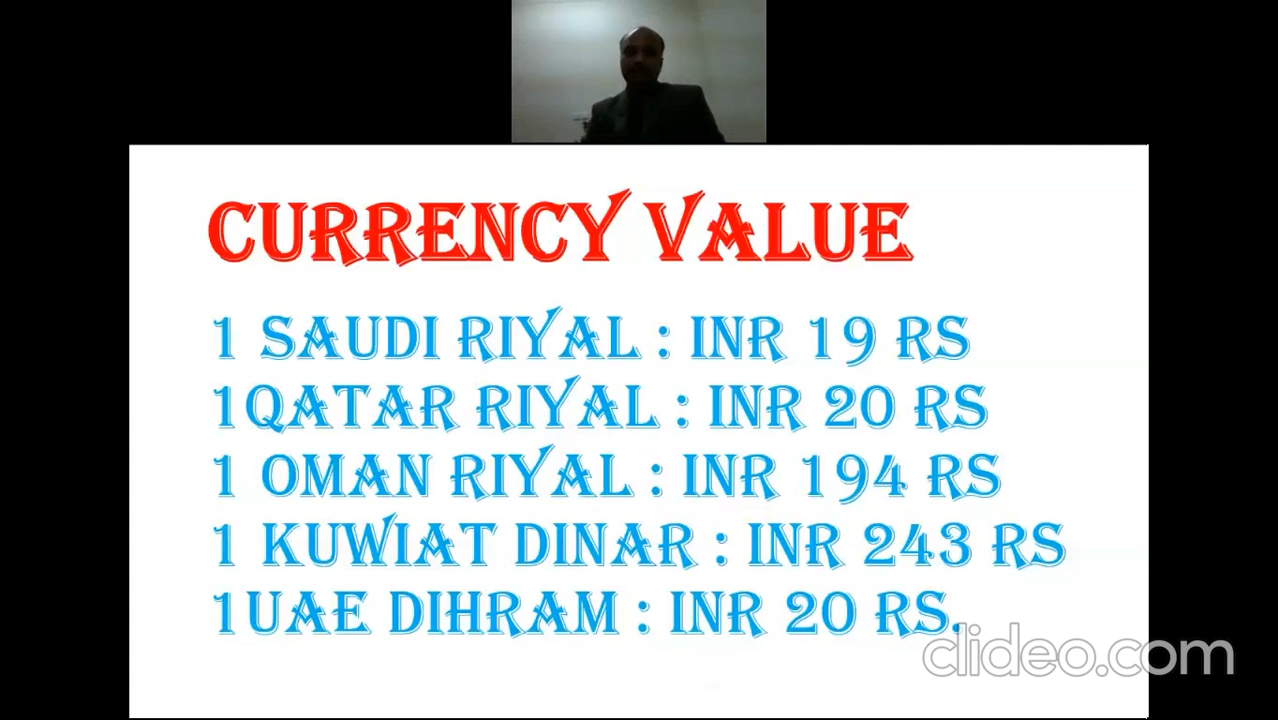 CURRENCY VALUE
1 SAUDI RIYAL : INR 19 RS
1QATAR RIYAL : INR 20 RS
1 OMAN RIYAL : INR 194 RS
1 KUWIAT DINAR : INR 243 RS
1UAE DIHRAM : INR 20 RS.
clideo.com